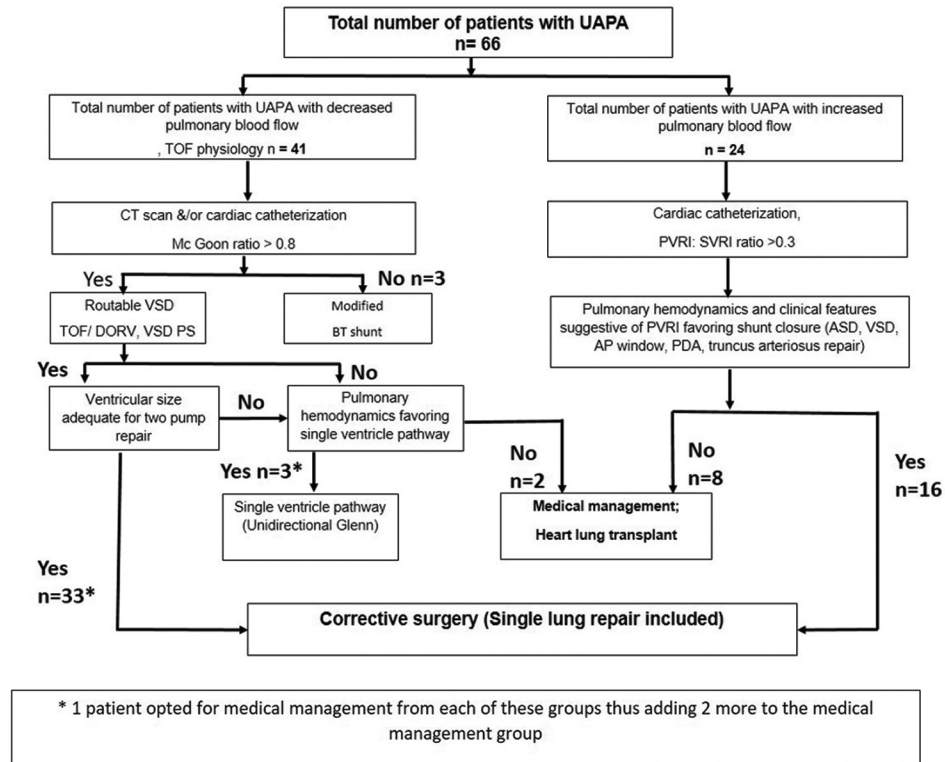 Total number of patients with UAPA
n= 66
Total number of patients with UAPA with decreased
pulmonary blood flow
, TOF physiology n = 41
Total number of patients with UAPA with increased
pulmonary blood flow
n = 24
CT scan &/or cardiac catheterization
Mc Goon ratio > 0.8
Cardiac catheterization,
PVRI: SVRI ratio >0.3
Yes
No n=3
Routable VSD
TOF/ DORV, VSD PS
Modified
BT shunt
Pulmonary hemodynamics and clinical features
suggestive of PVRI favoring shunt closure (ASD, VSD,
AP window, PDA, truncus arteriosus repair)
Yes
No
Ventricular size
adequate for two pump
repair
No
Pulmonary
hemodynamics favoring
single ventricle pathway
Yes n=3*
No
n=2
No
n=8
Yes
n=16
Single ventricle pathway
(Unidirectional Glenn)
Medical management;
Heart lung transplant
Yes
n=33*
Corrective surgery (Single lung repair included)
* 1 patient opted for medical management from each of these groups thus adding 2 more to the medical
management group